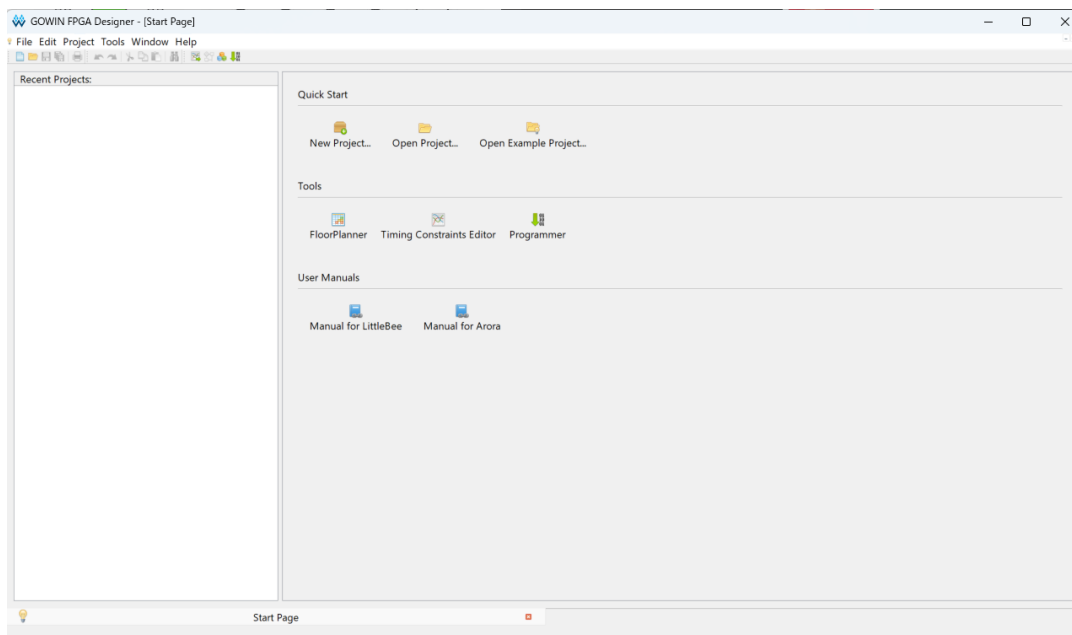 GOWIN FPGA Designer - [Start Page]
File Edit Project Tools Window Help
Recent Projects:
Quick Start
New Project... Open Project... Open Example Project...
Tools
FloorPlanner Timing Constraints Editor Programmer
User Manuals
Manual for LittleBee Manual for Arora
Start Page